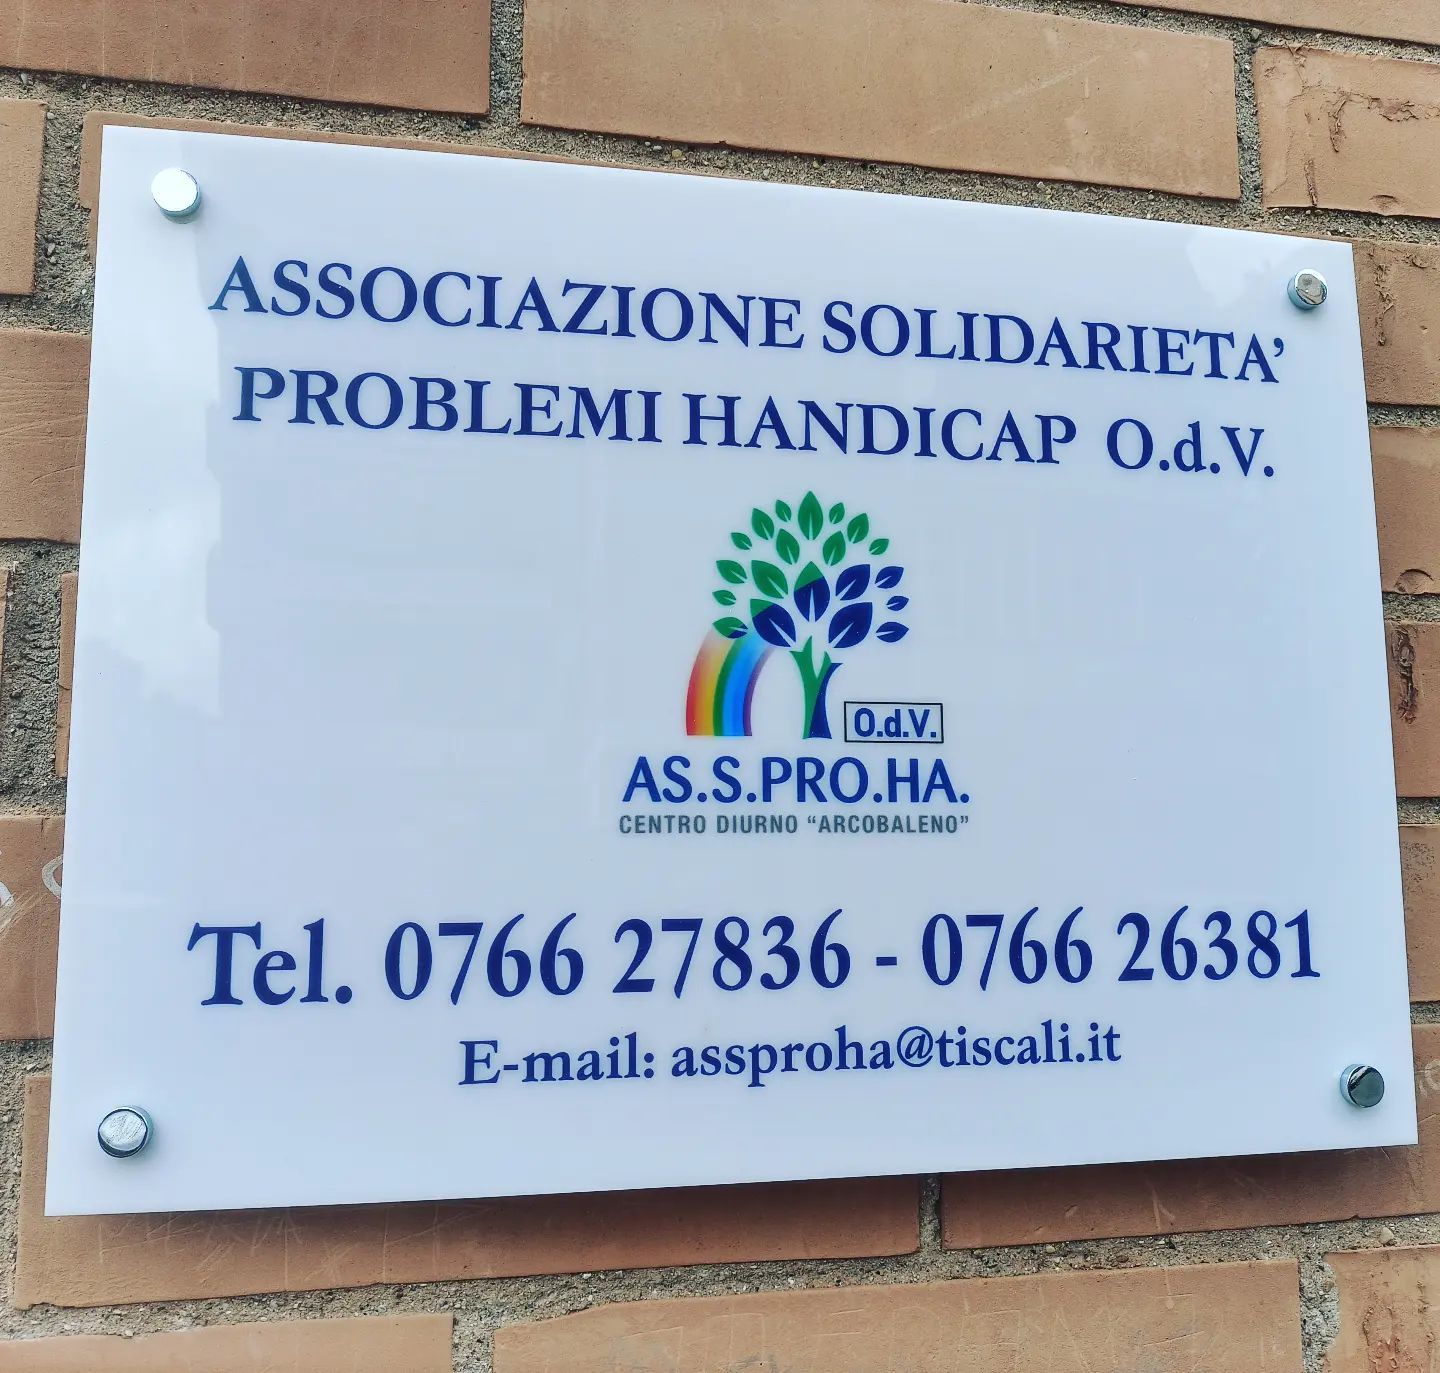 ASSOCIAZIONE SOLIDARIETA'
PROBLEMI HANDICAP O.d.V.
O.d.V.
AS.S.PRO.HA.
CENTRO DIURNO "ARCOBALENO"
Tel. 0766 27836 - 0766 26381
E-mail: assproha@tiscali.it